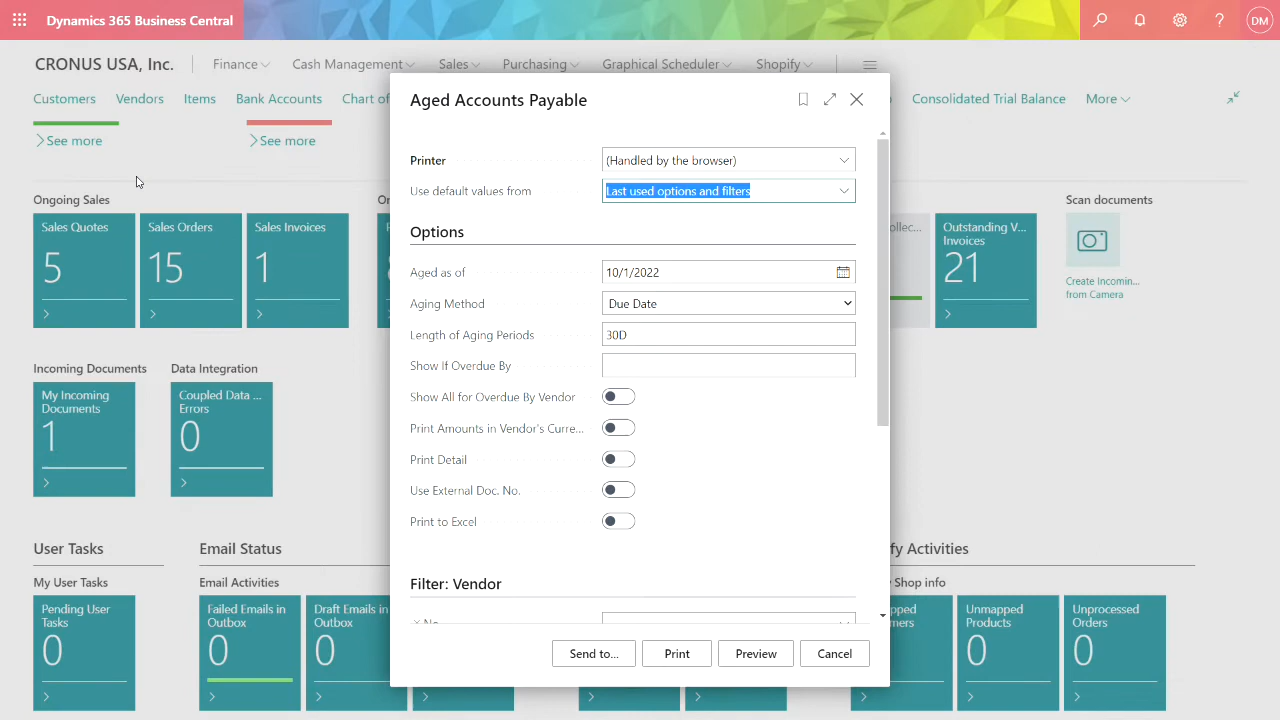 Dynamics 365 Business Central
DM
CRONUS USA, Inc.
Finance
Cash Management
Sales
Purchasing
Graphical Scheduler
Shopify
Customers
Vendors
Items
Bank Accounts
Chart of
Consolidated Trial Balance
More
See more
See more
Aged Accounts Payable
Printer
(Handled by the browser)
Use default values from
Last used options and filters
Options
Aged as of
10/1/2022
Aging Method
Due Date
Length of Aging Periods
30D
Show If Overdue By
Show All for Overdue By Vendor
Print Amounts in Vendor's Curre...
Print Detail
Use External Doc. No.
Print to Excel
Filter: Vendor
Send to...
Print
Preview
Cancel
Ongoing Sales
Sales Quotes
5
Sales Orders
15
Sales Invoices
1
Outstanding V...
Invoices
21
Scan documents
Create Incomin...
from Camera
Incoming Documents
My Incoming
Documents
1
Data Integration
Coupled Data ...
Errors
0
User Tasks
My User Tasks
Pending User
Tasks
0
Email Status
Email Activities
Failed Emails in
Outbox
0
Draft Emails in
Outbox
0
fy Activities
Shop info
Unmapped
Products
0
Unprocessed
Orders
0